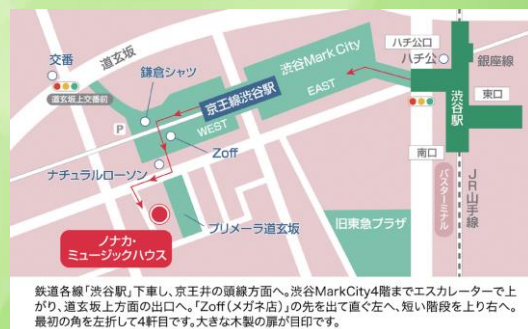 交番
道玄坂
道玄坂上交番前
鎌倉シャツ
P
京王線渋谷駅
WEST
渋谷Mark City
EAST
Zoff
ナチュラルローソン
プリメーラ道玄坂
ノナカ・
ミュージックハウス
旧東急プラザ
ハチ公口
ハチ公
銀座線
渋谷駅
東口
南口
バスターミナル
JR山手線
鉄道各線「渋谷駅」下車し、京王井の頭線方面へ。渋谷MarkCity4階までエスカレーターで上
がり、道玄坂方面の出口へ。「Zoff（メガネ店）」の先を出て直ぐ左へ、短い階段を上り右へ。
最初の角を左折して4軒目です。大きな木製の扉が目印です。